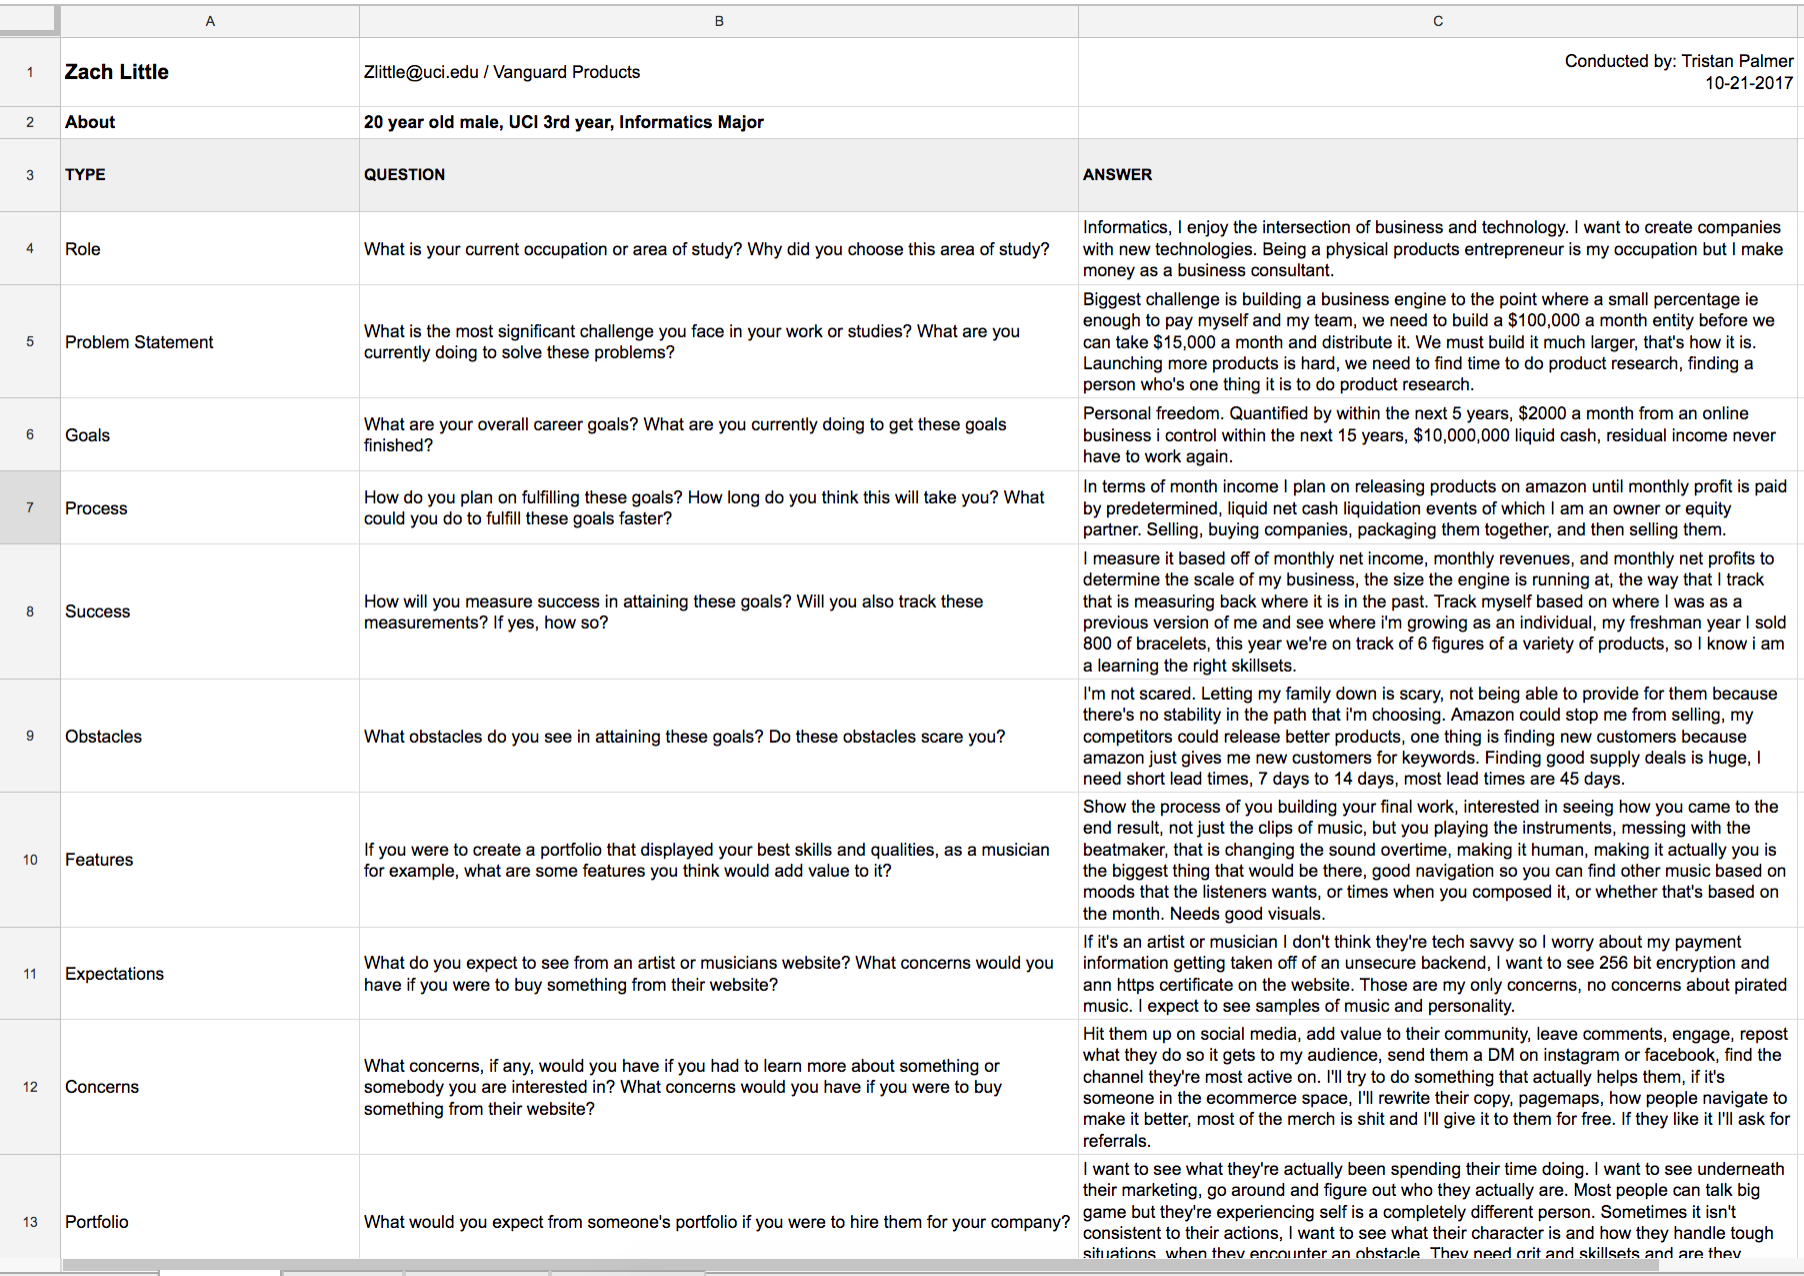 A B C
1 Zach Little Zlittle@uci.edu / Vanguard Products Conducted by: Tristan Palmer
10-21-2017
2 About 20 year old male, UCI 3rd year, Informatics Major
3 TYPE QUESTION ANSWER
4 Role What is your current occupation or area of study? Why did you choose this area of study?
Informatics, I enjoy the intersection of business and technology. I want to create companies
with new technologies. Being a physical products entrepreneur is my occupation but I make
money as a business consultant.
5 Problem Statement
What is the most significant challenge you face in your work or studies? What are you
currently doing to solve these problems?
Biggest challenge is building a business engine to the point where a small percentage ie
enough to pay myself and my team, we need to build a $100,000 a month entity before we
can take $15,000 a month and distribute it. We must build it much larger, that's how it is.
Launching more products is hard, we need to find time to do product research, finding a
person who's one thing it is to do product research.
6 Goals
What are your overall career goals? What are you currently doing to get these goals
finished?
Personal freedom. Quantified by within the next 5 years, $2000 a month from an online
business i control within the next 15 years, $10,000,000 liquid cash, residual income never
have to work again.
7 Process
How do you plan on fulfilling these goals? How long do you think this will take you? What
could you do to fulfill these goals faster?
In terms of month income I plan on releasing products on amazon until monthly profit is paid
by predetermined, liquid net cash liquidation events of which I am an owner or equity
partner. Selling, buying companies, packaging them together, and then selling them.
8 Success
How will you measure success in attaining these goals? Will you also track these
measurements? If yes, how so?
I measure it based off of monthly net income, monthly revenues, and monthly net profits to
determine the scale of my business, the size the engine is running at, the way that I track
that is measuring back where it is in the past. Track myself based on where I was as a
previous version of me and see where i'm growing as an individual, my freshman year I sold
800 of bracelets, this year we're on track of 6 figures of a variety of products, so I know i am
a learning the right skillsets.
9 Obstacles
What obstacles do you see in attaining these goals? Do these obstacles scare you?
I'm not scared. Letting my family down is scary, not being able to provide for them because
there's no stability in the path that i'm choosing. Amazon could stop me from selling, my
competitors could release better products, one thing is finding new customers because
amazon just gives me new customers for keywords. Finding good supply deals is huge, I
need short lead times, 7 days to 14 days, most lead times are 45 days.
10 Features
If you were to create a portfolio that displayed your best skills and qualities, as a musician
for example, what are some features you think would add value to it?
Show the process of you building your final work, interested in seeing how you came to the
end result, not just the clips of music, but you playing the instruments, messing with the
beatmaker, that is changing the sound overtime, making it human, making it actually you is
the biggest thing that would be there, good navigation so you can find other music based on
moods that the listeners wants, or times when you composed it, or whether that's based on
the month. Needs good visuals.
11 Expectations
What do you expect to see from an artist or musicians website? What concerns would you
have if you were to buy something from their website?
If it's an artist or musician I don't think they're tech savvy so I worry about my payment
information getting taken off of an unsecure backend, I want to see 256 bit encryption and
ann https certificate on the website. Those are my only concerns, no concerns about pirated
music. I expect to see samples of music and personality.
12 Concerns
What concerns, if any, would you have if you had to learn more about something or
somebody you are interested in? What concerns would you have if you were to buy
something from their website?
Hit them up on social media, add value to their community, leave comments, engage, repost
what they do so it gets to my audience, send them a DM on instagram or facebook, find the
channel they're most active on. I'll try to do something that actually helps them, if it's
someone in the ecommerce space, I'll rewrite their copy, pagemaps, how people navigate to
make it better, most of the merch is shit and I'll give it to them for free. If they like it I'll ask for
referrals.
13 Portfolio
What would you expect from someone's portfolio if you were to hire them for your company?
I want to see what they're actually been spending their time doing. I want to see underneath
their marketing, go around and figure out who they actually are. Most people can talk big
game but they're experiencing self is a completely different person. Sometimes it isn't
consistent to their actions, I want to see what their character is and how they handle tough
situations, when they encounter an obstacle. They need grit and skillsets and are they